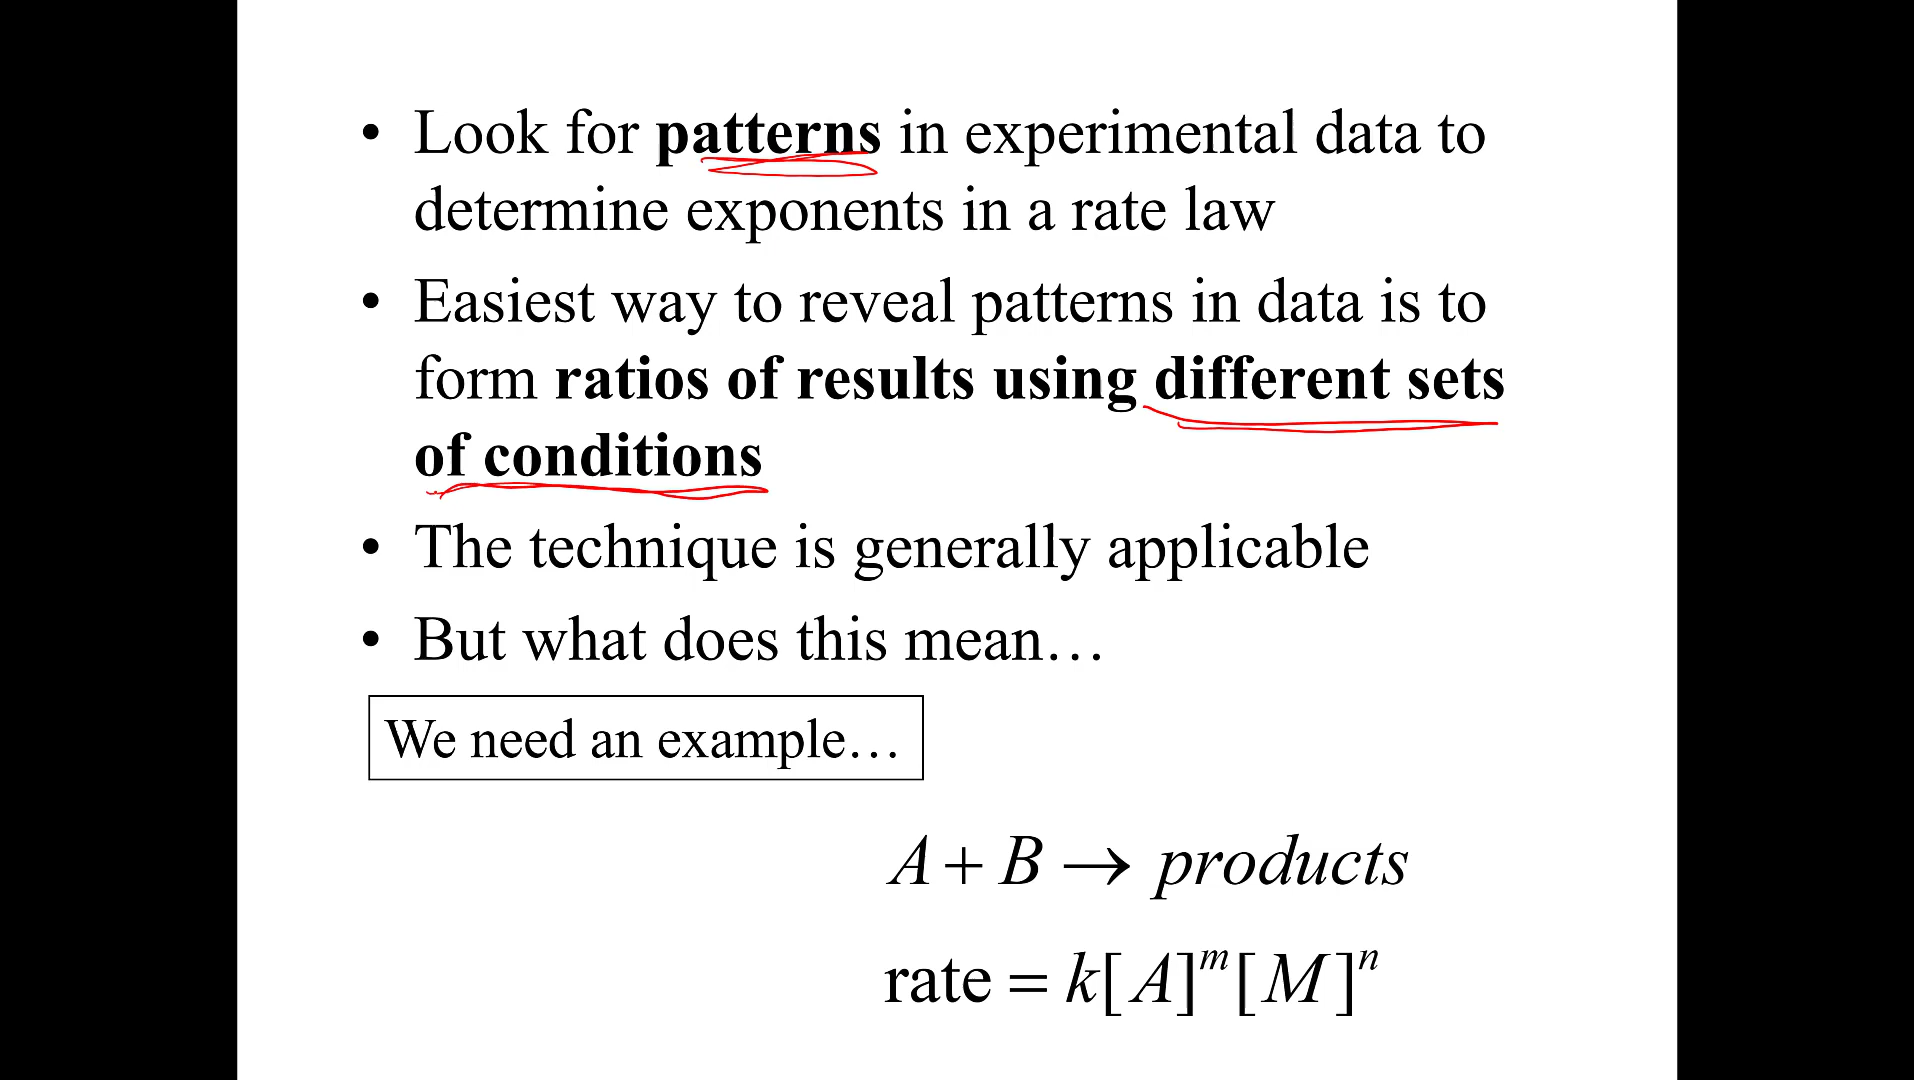 • Look for patterns in experimental data to
determine exponents in a rate law
• Easiest way to reveal patterns in data is to
form ratios of results using different sets
of conditions
• The technique is generally applicable
• But what does this mean…
We need an example…
A + B → products
rate = k[A]^m[M]^n